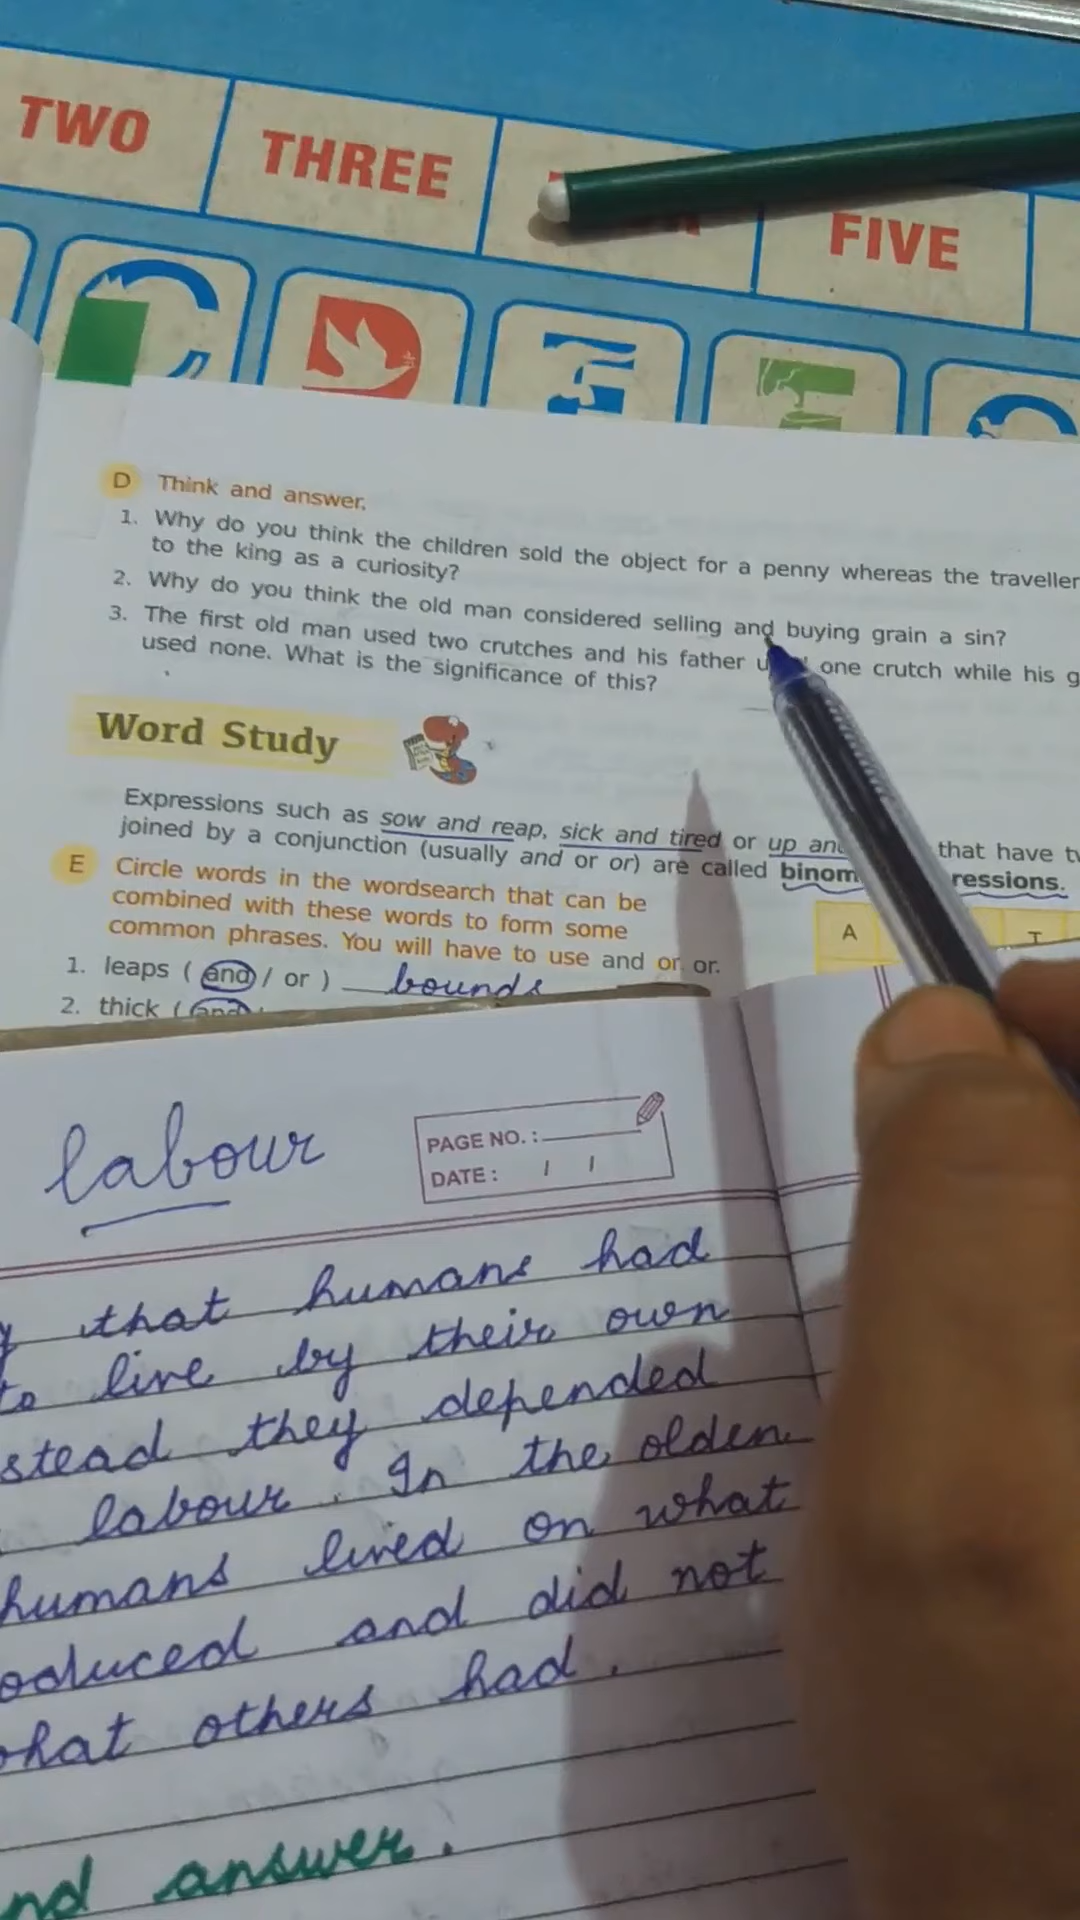 TWO THREE FIVE
D Think and answer.
1. Why do you think the children sold the object for a penny whereas the traveller
to the king as a curiosity?
2. Why do you think the old man considered selling and buying grain a sin?
3. The first old man used two crutches and his father one crutch while his g
used none. What is the significance of this?
Word Study
Expressions such as sow and reap, sick and tired or up an that have tw
joined by a conjunction (usually and or or) are called binom ressions.
E Circle words in the wordsearch that can be
combined with these words to form some
common phrases. You will have to use and or or.
A T
1. leaps ( and / or ) bounds
2. thick ( and
labour
PAGE NO. :
DATE : / /
that humans had
to live by their own
stead they depended
labour. In the olden
humans lived on what
oduced and did not
what others had.
nd answer.